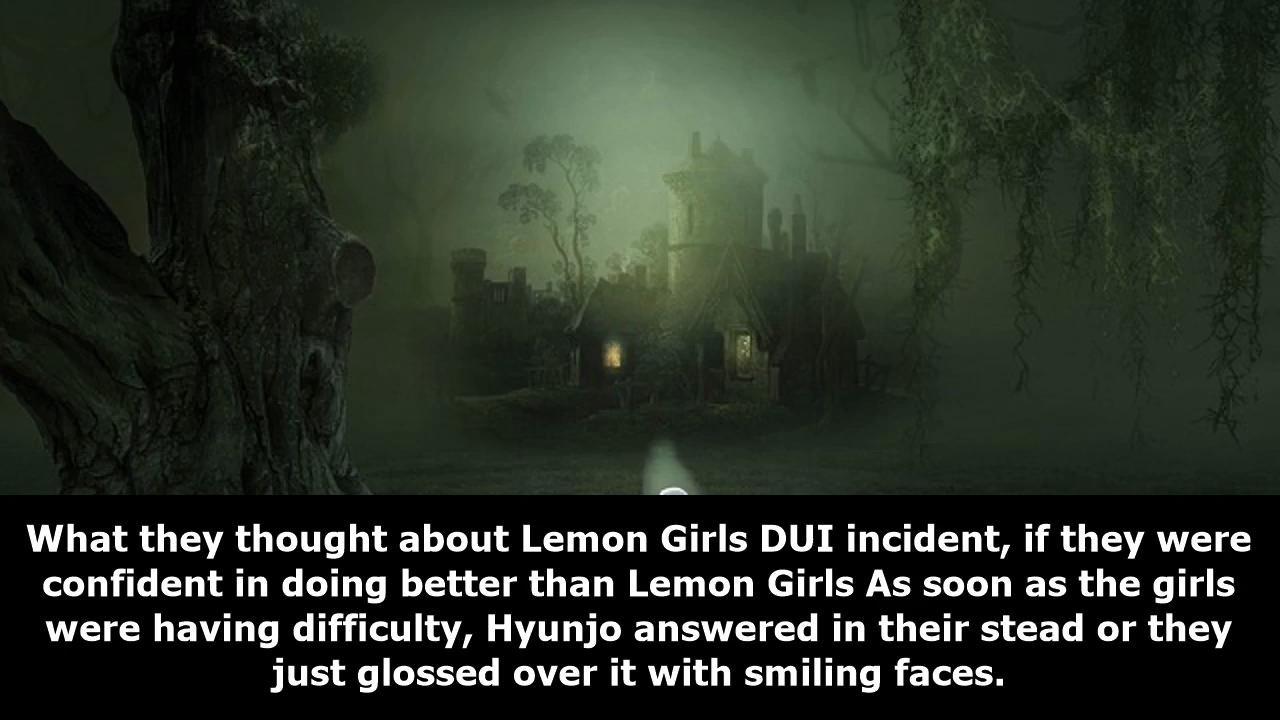 What they thought about Lemon Girls DUI incident, if they were
confident in doing better than Lemon Girls As soon as the girls
were having difficulty, Hyunjo answered in their stead or they
just glossed over it with smiling faces.